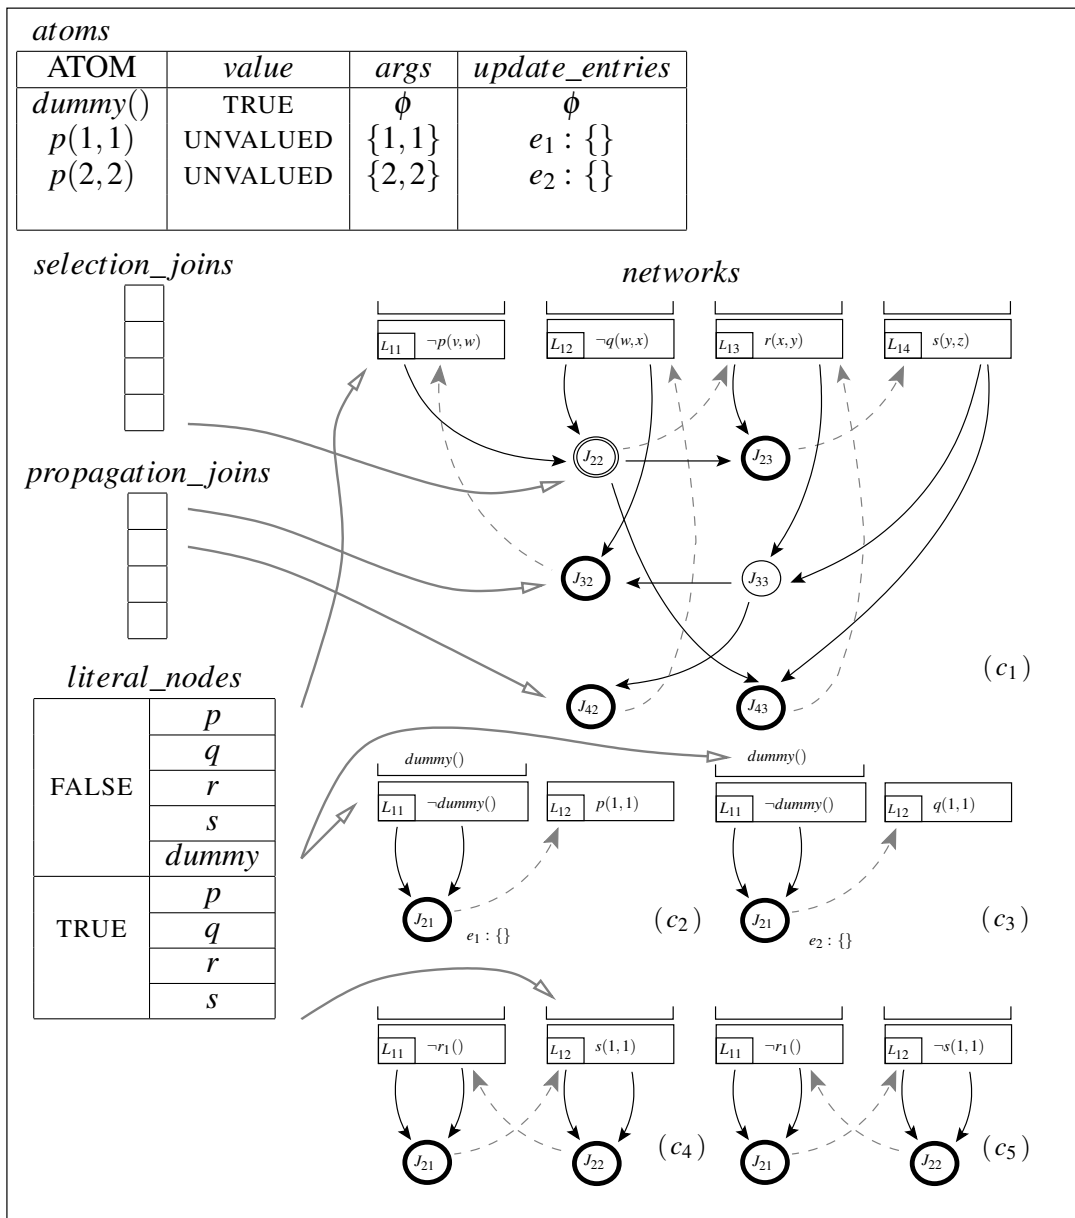 atoms
ATOM value args update_entries
dummy() TRUE ϕ ϕ
p(1,1) UNVALUED {1,1} e₁ : {}
p(2,2) UNVALUED {2,2} e₂ : {}
selection_joins
networks
L₁₁ ¬p(v,w) L₁₂ ¬q(w,x) L₁₃ r(x,y) L₁₄ s(y,z)
J₂₂ J₂₃
propagation_joins
J₃₂ J₃₃
(c₁)
J₄₂ J₄₃
literal_nodes
FALSE
p
q
r
s
dummy
TRUE
p
q
r
s
dummy() dummy()
L₁₁ ¬dummy() L₁₂ p(1,1) L₁₁ ¬dummy() L₁₂ q(1,1)
J₂₁ e₁ : {} (c₂) J₂₁ e₂ : {} (c₃)
L₁₁ ¬r₁() L₁₂ s(1,1) L₁₁ ¬r₁() L₁₂ ¬s(1,1)
J₂₁ J₂₂ (c₄) J₂₁ J₂₂ (c₅)